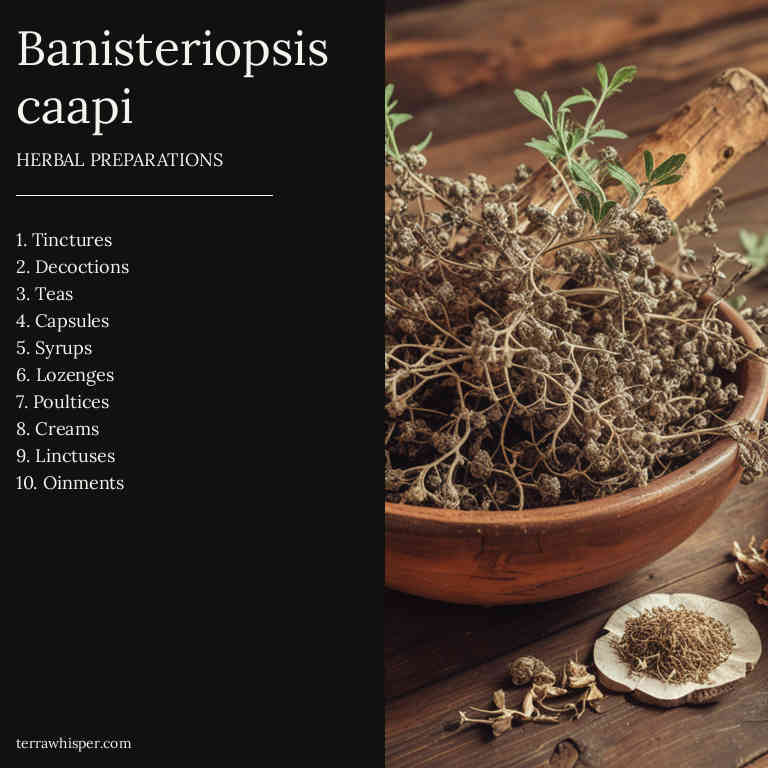 Banisteriopsis
caapi
HERBAL PREPARATIONS
1. Tinctures
2. Decoctions
3. Teas
4. Capsules
5. Syrups
6. Lozenges
7. Poultices
8. Creams
9. Linctuses
10. Oinments
terrawhisper.com